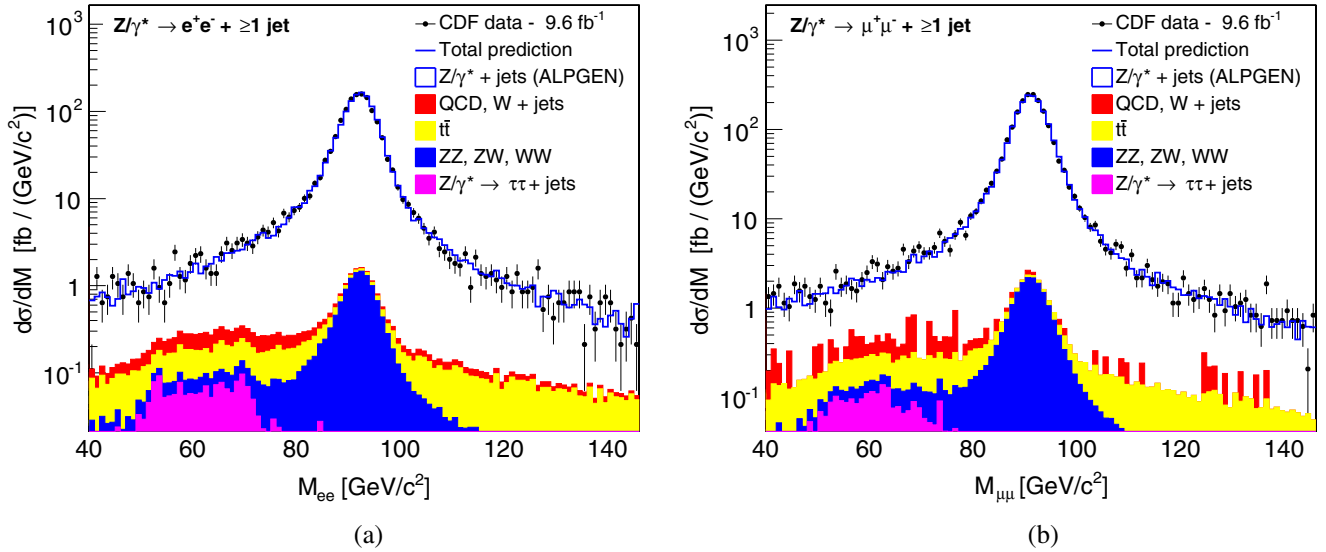 Z/γ* → e⁺e⁻ + ≥1 jet
CDF data - 9.6 fb⁻¹
Total prediction
Z/γ* + jets (ALPGEN)
QCD, W + jets
tt̄
ZZ, ZW, WW
Z/γ* → ττ + jets
dσ/dM [fb / (GeV/c²)]
10³
10²
10
1
10⁻¹
40 60 80 100 120 140
M_ee [GeV/c²]
(a)
Z/γ* → μ⁺μ⁻ + ≥1 jet
CDF data - 9.6 fb⁻¹
Total prediction
Z/γ* + jets (ALPGEN)
QCD, W + jets
tt̄
ZZ, ZW, WW
Z/γ* → ττ + jets
dσ/dM [fb / (GeV/c²)]
10³
10²
10
1
10⁻¹
40 60 80 100 120 140
M_μμ [GeV/c²]
(b)